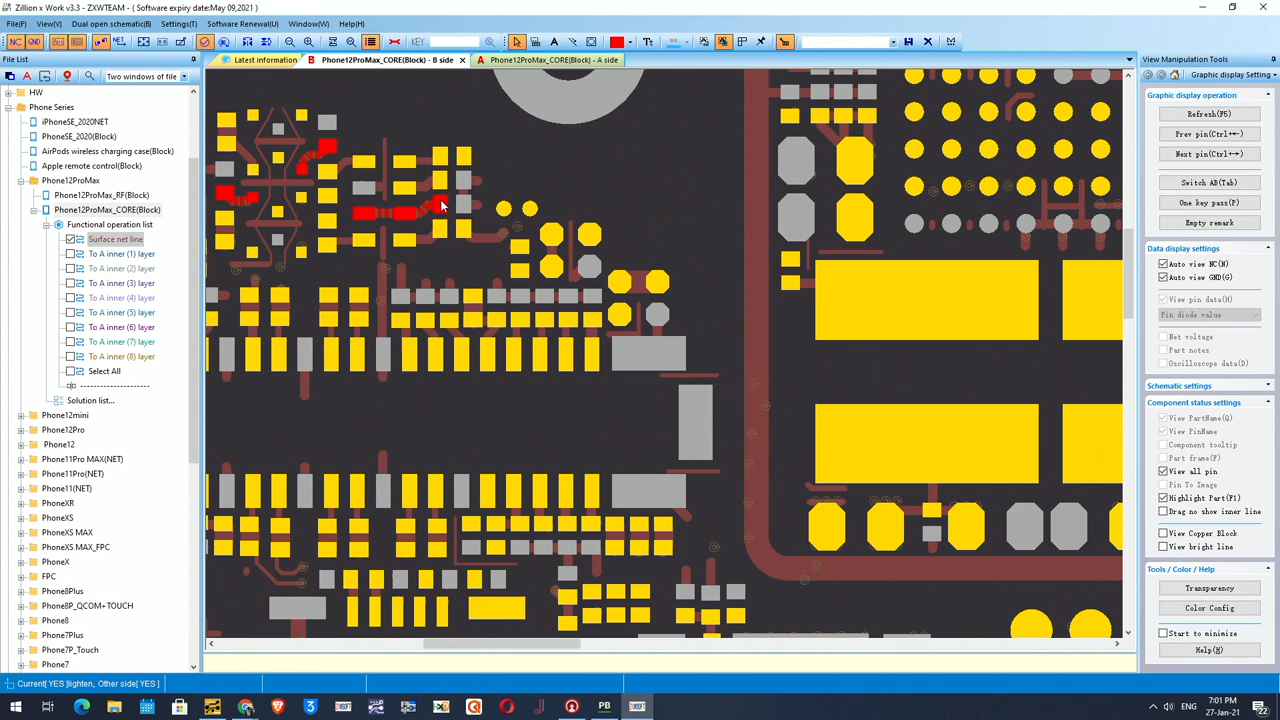 Zillion x Work v3.3 - ZXWTEAM - ( Software expiry date:May 09,2021 )
File(F) View(V) Dual open schematic(B) Settings(T) Software Renewal(U) Window(W) Help(H)
NC GND NET KEY: A Tt
File List
Latest information
B Phone12ProMax_CORE(Block) - B side
A Phone12ProMax_CORE(Block) - A side
View Manipulation Tools
Two windows of file
Graphic display Setting
HW
Phone Series
iPhoneSE_2020NET
PhoneSE_2020(Block)
AirPods wireless charging case(Block)
Apple remote control(Block)
Phone12ProMax
Phone12ProMax_RF(Block)
Phone12ProMax_CORE(Block)
Functional operation list
Surface net line
To A inner (1) layer
To A inner (2) layer
To A inner (3) layer
To A inner (4) layer
To A inner (5) layer
To A inner (6) layer
To A inner (7) layer
To A inner (8) layer
Select All
--------------------
Solution list...
Phone12mini
Phone12Pro
Phone12
Phone11Pro MAX(NET)
Phone11Pro(NET)
Phone11(NET)
PhoneXR
PhoneXS
PhoneXS MAX
PhoneXS MAX_FPC
PhoneX
FPC
Phone8Plus
Phone8P_QCOM+TOUCH
Phone8
Phone7Plus
Phone7P_Touch
Phone7
Graphic display operation
Refresh(F5)
Prev pin(Ctrl+←)
Next pin(Ctrl+→)
Switch AB(Tab)
One key pass(F)
Empty remark
Data display settings
Auto view NC(N)
Auto view GND(G)
View pin data(M)
Pin diode value
Net voltage
Part notes
Oscilloscope data(D)
Schematic settings
Component status settings
View PartName(Q)
View PinName
Component tooltip
Part frame(P)
View all pin
Pin To Image
Highlight Part(F1)
Drag no show inner line
View Copper Block
View bright line
Tools / Color / Help
Transparency
Color Config
Start to minimize
Help(H)
Current[ YES ]lighten, Other side[ YES ]
PB
ENG
7:01 PM
27-Jan-21
22